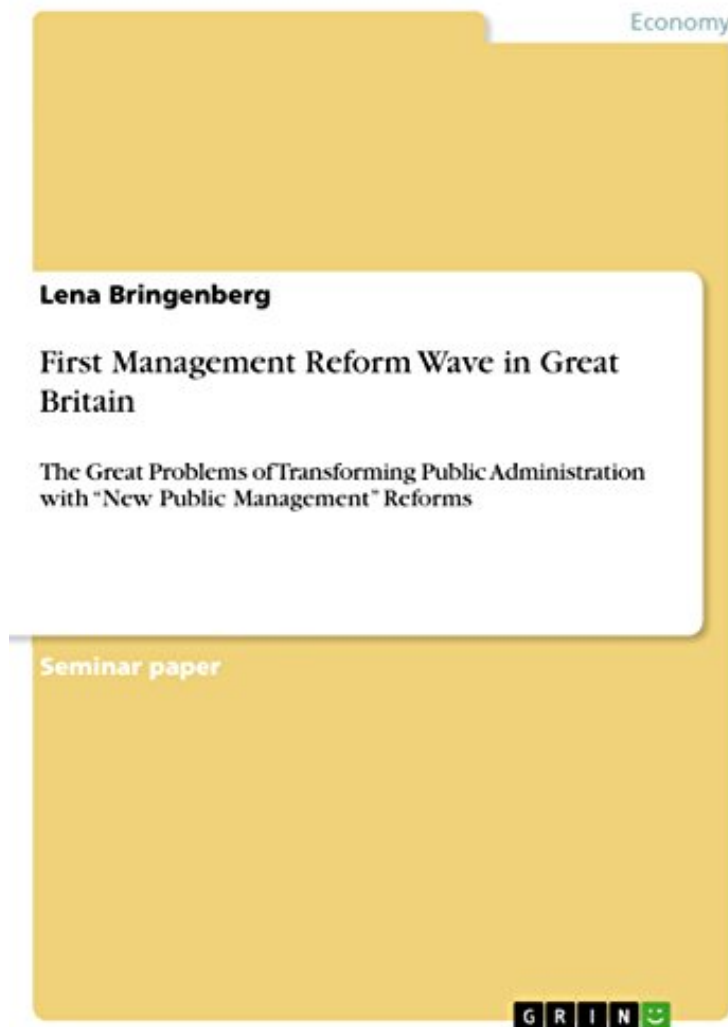 Economy
Lena Bringenberg
First Management Reform Wave in Great
Britain
The Great Problems of Transforming Public Administration
with “New Public Management” Reforms
Seminar paper
GRIN